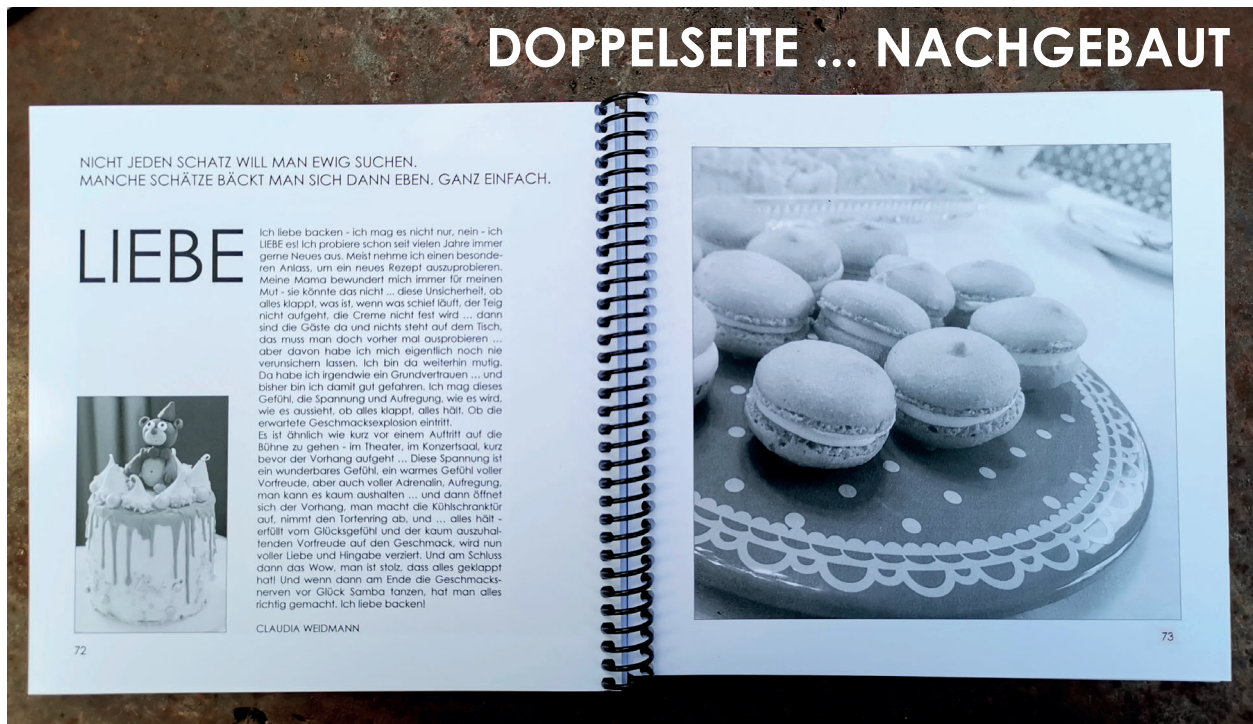 DOPPELSEITE ... NACHGEBAUT
NICHT JEDEN SCHATZ WILL MAN EWIG SUCHEN.
MANCHE SCHÄTZE BÄCKT MAN SICH DANN EBEN. GANZ EINFACH.
LIEBE
Ich liebe backen - ich mag es nicht nur, nein - ich
LIEBE es! Ich probiere schon seit vielen Jahre immer
gerne Neues aus. Meist nehme ich einen besonde-
ren Anlass, um ein neues Rezept auszuprobieren.
Meine Mama bewundert mich immer für meinen
Mut - sie könnte das nicht ... diese Unsicherheit, ob
alles klappt, was ist, wenn was schief läuft, der Teig
nicht aufgeht, die Creme nicht fest wird ... dann
sind die Gäste da und nichts steht auf dem Tisch,
das muss man doch vorher mal ausprobieren ...
aber davon habe ich mich eigentlich noch nie
verunsichern lassen. Ich bin da weiterhin mutig.
Da habe ich irgendwie ein Grundvertrauen ... und
bisher bin ich damit gut gefahren. Ich mag dieses
Gefühl, die Spannung und Aufregung, wie es wird,
wie es aussieht, ob alles klappt, alles hält. Ob die
erwartete Geschmacksexplosion eintritt.
Es ist ähnlich wie kurz vor einem Auftritt auf die
Bühne zu gehen - im Theater, im Konzertsaal, kurz
bevor der Vorhang aufgeht ... Diese Spannung ist
ein wunderbares Gefühl, ein warmes Gefühl voller
Vorfreude, aber auch voller Adrenalin, Aufregung,
man kann es kaum aushalten ... und dann öffnet
sich der Vorhang, man macht die Kühlschranktür
auf, nimmt den Tortenring ab, und ... alles hält -
erfüllt vom Glücksgefühl und der kaum auszuhal-
tenden Vorfreude auf den Geschmack, wird nun
voller Liebe und Hingabe verziert. Und am Schluss
dann das Wow, man ist stolz, dass alles geklappt
hat! Und wenn dann am Ende die Geschmacks-
nerven vor Glück Samba tanzen, hat man alles
richtig gemacht. Ich liebe backen!
CLAUDIA WEIDMANN
72
73